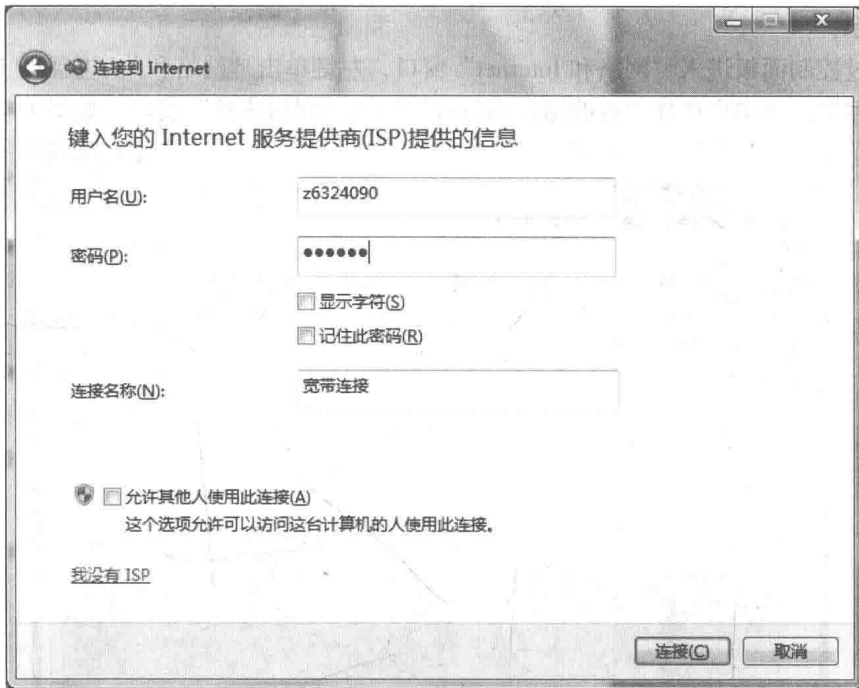 连接到 Internet
键入您的 Internet 服务提供商(ISP)提供的信息
用户名(U):
z6324090
密码(P):
●●●●●●
显示字符(S)
记住此密码(R)
连接名称(N):
宽带连接
允许其他人使用此连接(A)
这个选项允许可以访问这台计算机的人使用此连接。
我没有 ISP
连接(C)
取消